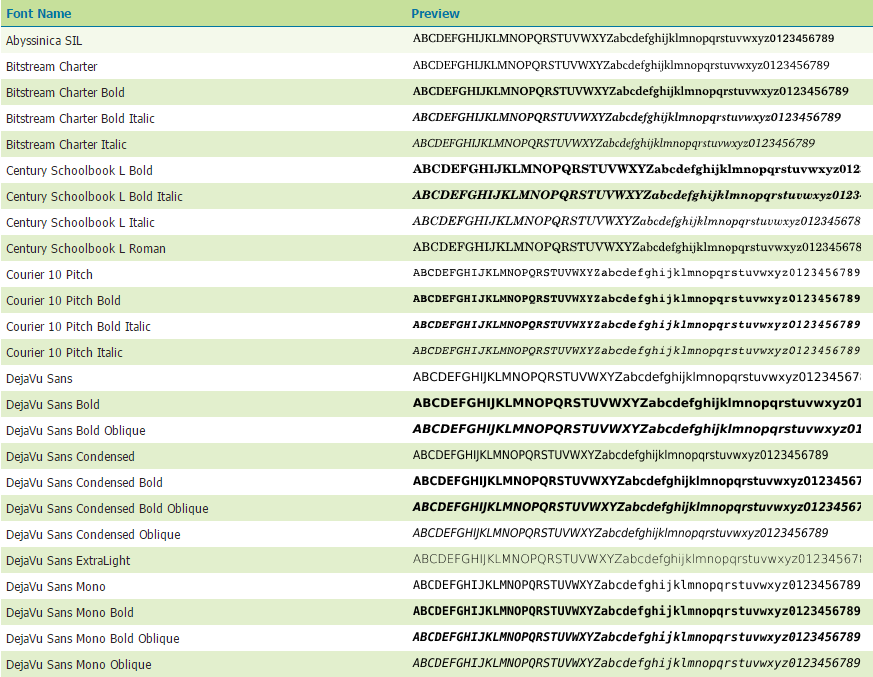 Font Name Preview
Abyssinica SIL ABCDEFGHIJKLMNOPQRSTUVWXYZabcdefghijklmnopqrstuvwxyz0123456789
Bitstream Charter ABCDEFGHIJKLMNOPQRSTUVWXYZabcdefghijklmnopqrstuvwxyz0123456789
Bitstream Charter Bold ABCDEFGHIJKLMNOPQRSTUVWXYZabcdefghijklmnopqrstuvwxyz0123456789
Bitstream Charter Bold Italic ABCDEFGHIJKLMNOPQRSTUVWXYZabcdefghijklmnopqrstuvwxyz0123456789
Bitstream Charter Italic ABCDEFGHIJKLMNOPQRSTUVWXYZabcdefghijklmnopqrstuvwxyz0123456789
Century Schoolbook L Bold ABCDEFGHIJKLMNOPQRSTUVWXYZabcdefghijklmnopqrstuvwxyz012
Century Schoolbook L Bold Italic ABCDEFGHIJKLMNOPQRSTUVWXYZabcdefghijklmnopqrstuvwxyz0123
Century Schoolbook L Italic ABCDEFGHIJKLMNOPQRSTUVWXYZabcdefghijklmnopqrstuvwxyz012345678
Century Schoolbook L Roman ABCDEFGHIJKLMNOPQRSTUVWXYZabcdefghijklmnopqrstuvwxyz012345678
Courier 10 Pitch ABCDEFGHIJKLMNOPQRSTUVWXYZabcdefghijklmnopqrstuvwxyz0123456789
Courier 10 Pitch Bold ABCDEFGHIJKLMNOPQRSTUVWXYZabcdefghijklmnopqrstuvwxyz0123456789
Courier 10 Pitch Bold Italic ABCDEFGHIJKLMNOPQRSTUVWXYZabcdefghijklmnopqrstuvwxyz0123456789
Courier 10 Pitch Italic ABCDEFGHIJKLMNOPQRSTUVWXYZabcdefghijklmnopqrstuvwxyz0123456789
DejaVu Sans ABCDEFGHIJKLMNOPQRSTUVWXYZabcdefghijklmnopqrstuvwxyz01234567
DejaVu Sans Bold ABCDEFGHIJKLMNOPQRSTUVWXYZabcdefghijklmnopqrstuvwxyz01
DejaVu Sans Bold Oblique ABCDEFGHIJKLMNOPQRSTUVWXYZabcdefghijklmnopqrstuvwxyz01
DejaVu Sans Condensed ABCDEFGHIJKLMNOPQRSTUVWXYZabcdefghijklmnopqrstuvwxyz0123456789
DejaVu Sans Condensed Bold ABCDEFGHIJKLMNOPQRSTUVWXYZabcdefghijklmnopqrstuvwxyz01234567
DejaVu Sans Condensed Bold Oblique ABCDEFGHIJKLMNOPQRSTUVWXYZabcdefghijklmnopqrstuvwxyz01234567
DejaVu Sans Condensed Oblique ABCDEFGHIJKLMNOPQRSTUVWXYZabcdefghijklmnopqrstuvwxyz0123456789
DejaVu Sans ExtraLight ABCDEFGHIJKLMNOPQRSTUVWXYZabcdefghijklmnopqrstuvwxyz01234567
DejaVu Sans Mono ABCDEFGHIJKLMNOPQRSTUVWXYZabcdefghijklmnopqrstuvwxyz0123456789
DejaVu Sans Mono Bold ABCDEFGHIJKLMNOPQRSTUVWXYZabcdefghijklmnopqrstuvwxyz0123456789
DejaVu Sans Mono Bold Oblique ABCDEFGHIJKLMNOPQRSTUVWXYZabcdefghijklmnopqrstuvwxyz0123456789
DejaVu Sans Mono Oblique ABCDEFGHIJKLMNOPQRSTUVWXYZabcdefghijklmnopqrstuvwxyz0123456789